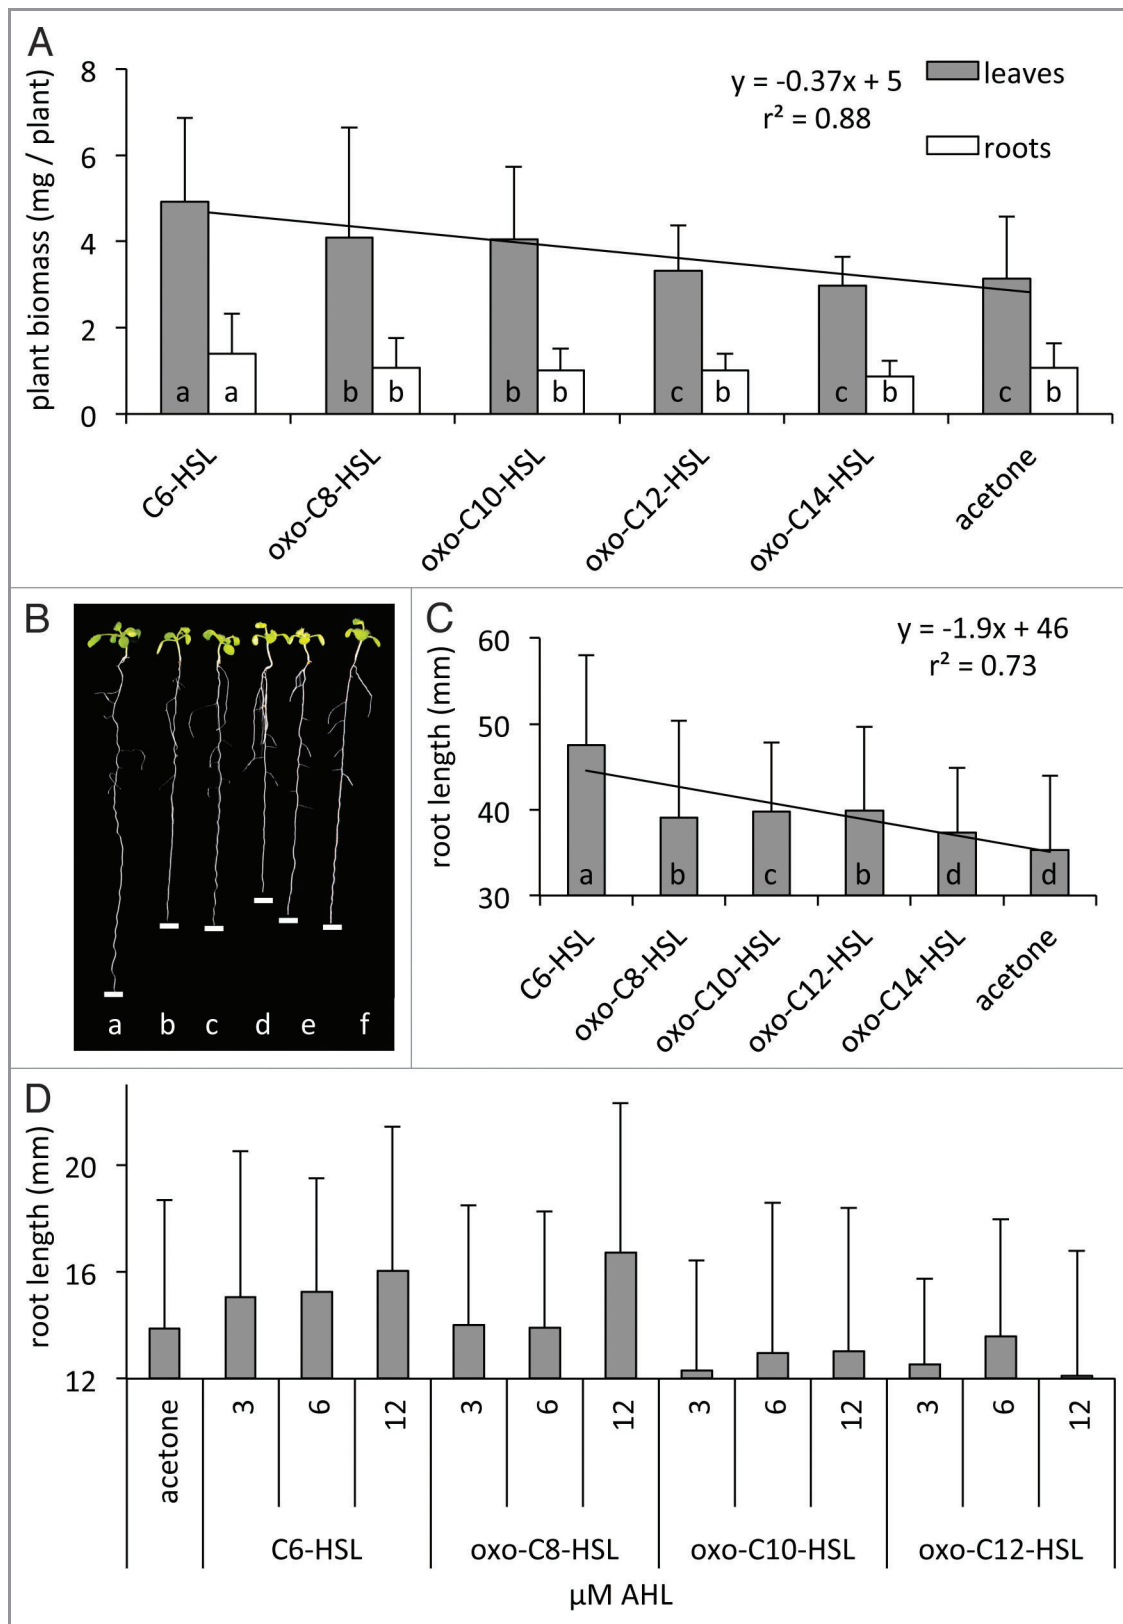 A
plant biomass (mg / plant)
8
6
4
2
0
y = -0.37x + 5
r² = 0.88
leaves
roots
a a b b b b c b c b c b
C6-HSL
oxo-C8-HSL
oxo-C10-HSL
oxo-C12-HSL
oxo-C14-HSL
acetone
B
a b c d e f
C
root length (mm)
60
50
40
30
y = -1.9x + 46
r² = 0.73
a b c b d d
C6-HSL
oxo-C8-HSL
oxo-C10-HSL
oxo-C12-HSL
oxo-C14-HSL
acetone
D
root length (mm)
20
16
12
acetone 3 6 12 3 6 12 3 6 12 3 6 12
C6-HSL oxo-C8-HSL oxo-C10-HSL oxo-C12-HSL
µM AHL